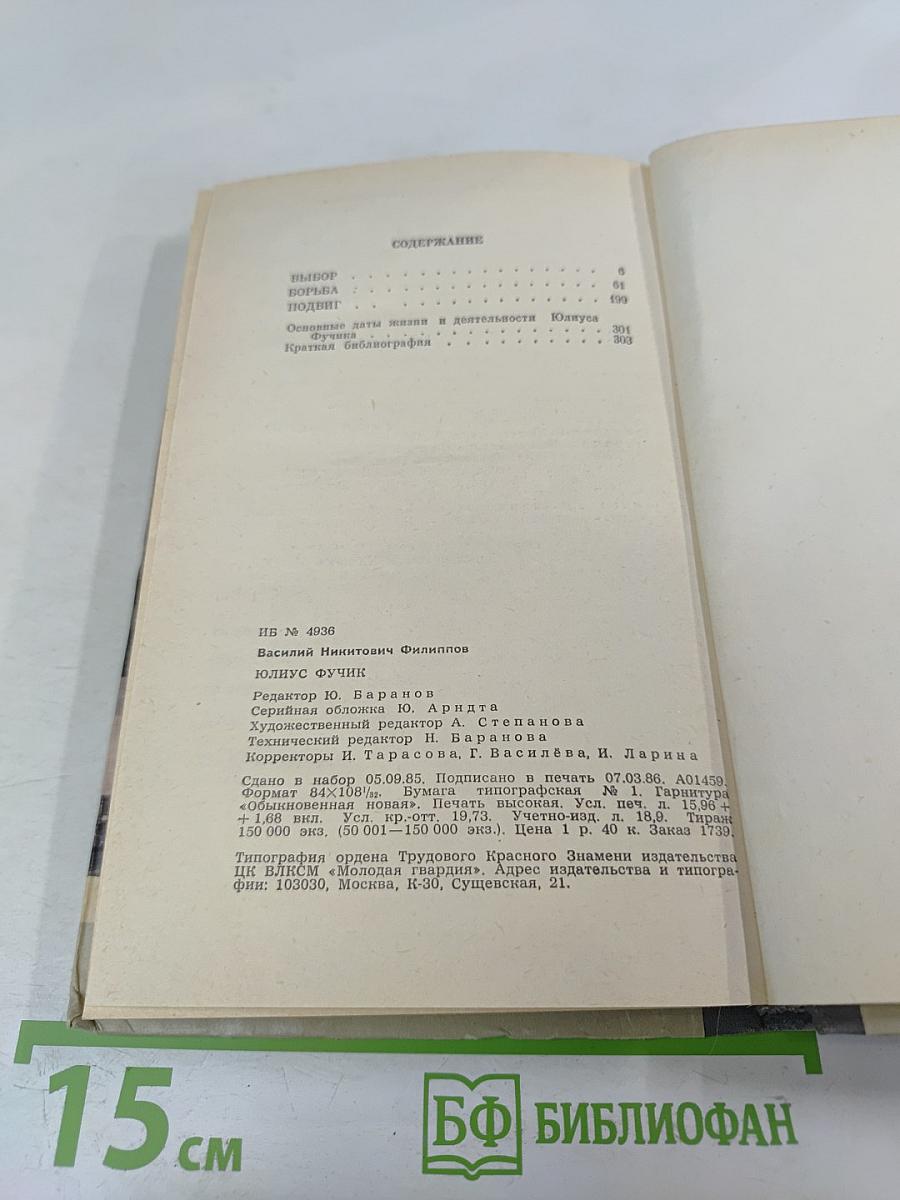 СОДЕРЖАНИЕ
ВЫБОР . . . . . . . . . . . . . . . 6
БОРЬБА . . . . . . . . . . . . . . . 61
ПОДВИГ . . . . . . . . . . . . . . 199
Основные даты жизни и деятельности Юлиуса
Фучика . . . . . . . . . . . . . . 301
Краткая библиография . . . . . . . . . . 303
ИБ № 4936
Василий Никитович Филиппов
ЮЛИУС ФУЧИК
Редактор Ю. Баранов
Серийная обложка Ю. Арндта
Художественный редактор А. Степанова
Технический редактор Н. Баранова
Корректоры И. Тарасова, Г. Василёва, И. Ларина
Сдано в набор 05.09.85. Подписано в печать 07.03.86. А01459.
Формат 84×108¹/₃₂. Бумага типографская № 1. Гарнитура
«Обыкновенная новая». Печать высокая. Усл. печ. л. 15,96 +
+ 1,68 вкл. Усл. кр.-отт. 19,73. Учетно-изд. л. 18,9. Тираж
150 000 экз. (50 001—150 000 экз.). Цена 1 р. 40 к. Заказ 1739.
Типография ордена Трудового Красного Знамени издательства
ЦК ВЛКСМ «Молодая гвардия». Адрес издательства и типогра-
фии: 103030, Москва, К-30, Сущевская, 21.
15 см
БФ БИБЛИОФАН